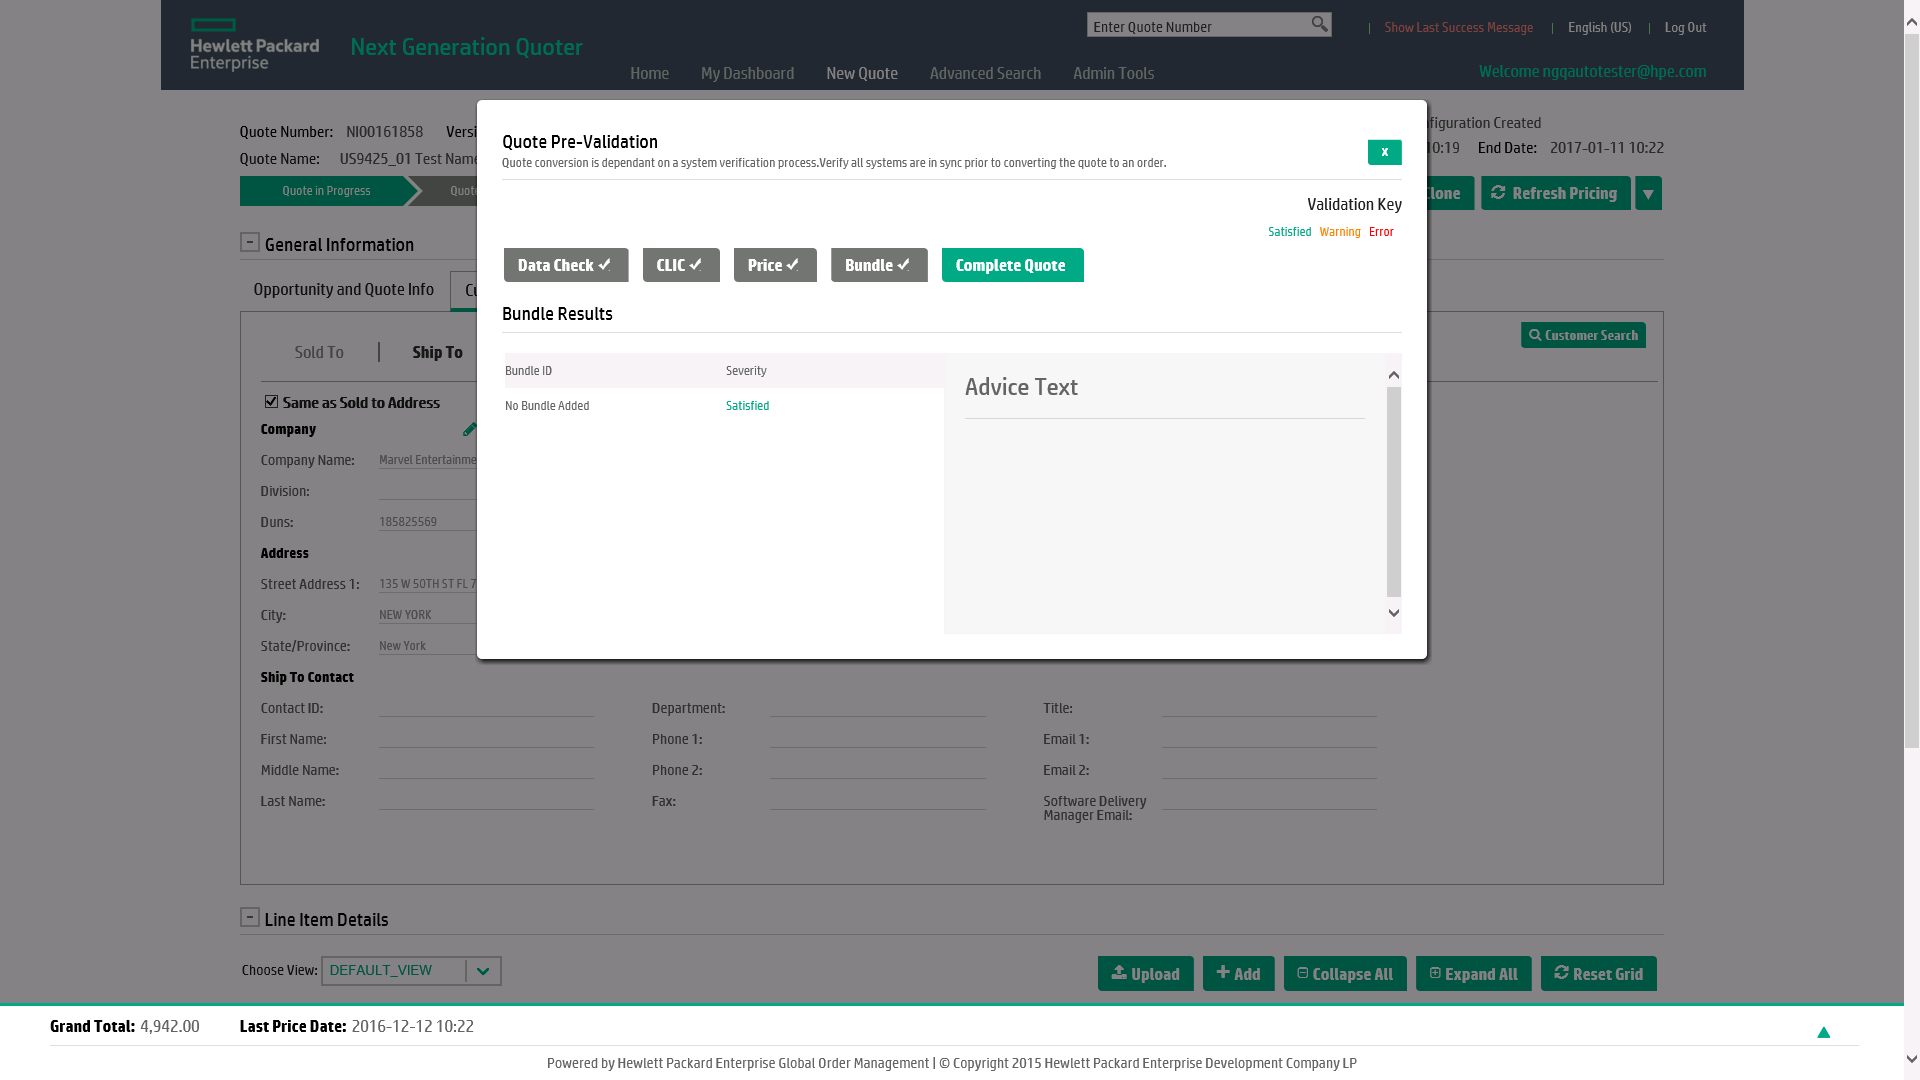 Hewlett Packard
Enterprise
Next Generation Quoter
Enter Quote Number
Show Last Success Message
English (US)
Log Out
Home
My Dashboard
New Quote
Advanced Search
Admin Tools
Welcome ngqautotester@hpe.com
Quote Number: NI00161858
Quote Name: US9425_01 Test Name
Created
10:19 End Date: 2017-01-11 10:22
Quote in Progress
Refresh Pricing
General Information
Opportunity and Quote Info
Customer Search
Sold To
Ship To
Same as Sold to Address
Company
Company Name:
Marvel
Division:
Duns: 185825569
Address
Street Address 1: 135 W 50TH ST FL 7
City: NEW YORK
State/Province: New York
Ship To Contact
Contact ID: Department: Title:
First Name: Phone 1: Email 1:
Middle Name: Phone 2: Email 2:
Last Name: Fax: Software Delivery
Manager Email:
Quote Pre-Validation
Quote conversion is dependant on a system verification process.Verify all systems are in sync prior to converting the quote to an order.
x
Validation Key
Satisfied Warning Error
Data Check
CLIC
Price
Bundle
Complete Quote
Bundle Results
Bundle ID Severity
No Bundle Added Satisfied
Advice Text
Line Item Details
Choose View: DEFAULT_VIEW
Upload
Add
Collapse All
Expand All
Reset Grid
Grand Total: 4,942.00 Last Price Date: 2016-12-12 10:22
Powered by Hewlett Packard Enterprise Global Order Management | © Copyright 2015 Hewlett Packard Enterprise Development Company LP